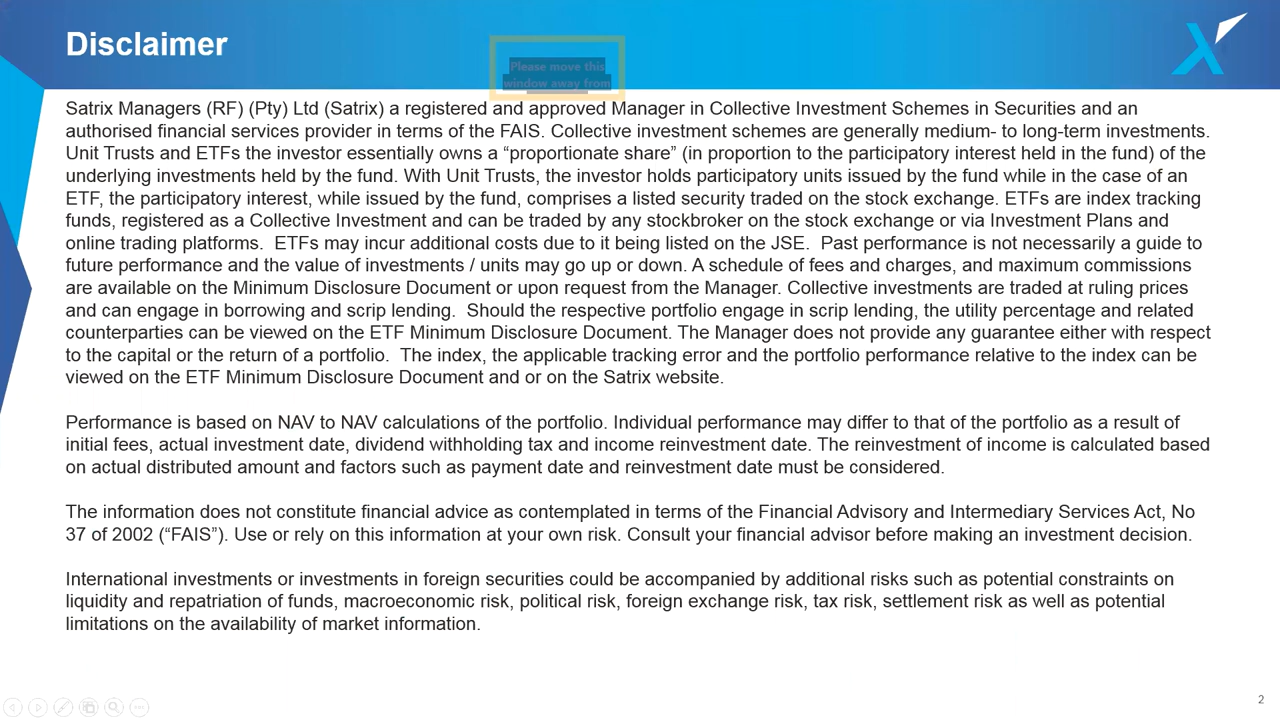 Disclaimer
Please move this
window away from
Satrix Managers (RF) (Pty) Ltd (Satrix) a registered and approved Manager in Collective Investment Schemes in Securities and an
authorised financial services provider in terms of the FAIS. Collective investment schemes are generally medium- to long-term investments.
Unit Trusts and ETFs the investor essentially owns a “proportionate share” (in proportion to the participatory interest held in the fund) of the
underlying investments held by the fund. With Unit Trusts, the investor holds participatory units issued by the fund while in the case of an
ETF, the participatory interest, while issued by the fund, comprises a listed security traded on the stock exchange. ETFs are index tracking
funds, registered as a Collective Investment and can be traded by any stockbroker on the stock exchange or via Investment Plans and
online trading platforms.  ETFs may incur additional costs due to it being listed on the JSE.  Past performance is not necessarily a guide to
future performance and the value of investments / units may go up or down. A schedule of fees and charges, and maximum commissions
are available on the Minimum Disclosure Document or upon request from the Manager. Collective investments are traded at ruling prices
and can engage in borrowing and scrip lending.  Should the respective portfolio engage in scrip lending, the utility percentage and related
counterparties can be viewed on the ETF Minimum Disclosure Document. The Manager does not provide any guarantee either with respect
to the capital or the return of a portfolio.  The index, the applicable tracking error and the portfolio performance relative to the index can be
viewed on the ETF Minimum Disclosure Document and or on the Satrix website.
Performance is based on NAV to NAV calculations of the portfolio. Individual performance may differ to that of the portfolio as a result of
initial fees, actual investment date, dividend withholding tax and income reinvestment date. The reinvestment of income is calculated based
on actual distributed amount and factors such as payment date and reinvestment date must be considered.
The information does not constitute financial advice as contemplated in terms of the Financial Advisory and Intermediary Services Act, No
37 of 2002 (“FAIS”). Use or rely on this information at your own risk. Consult your financial advisor before making an investment decision.
International investments or investments in foreign securities could be accompanied by additional risks such as potential constraints on
liquidity and repatriation of funds, macroeconomic risk, political risk, foreign exchange risk, tax risk, settlement risk as well as potential
limitations on the availability of market information.
2